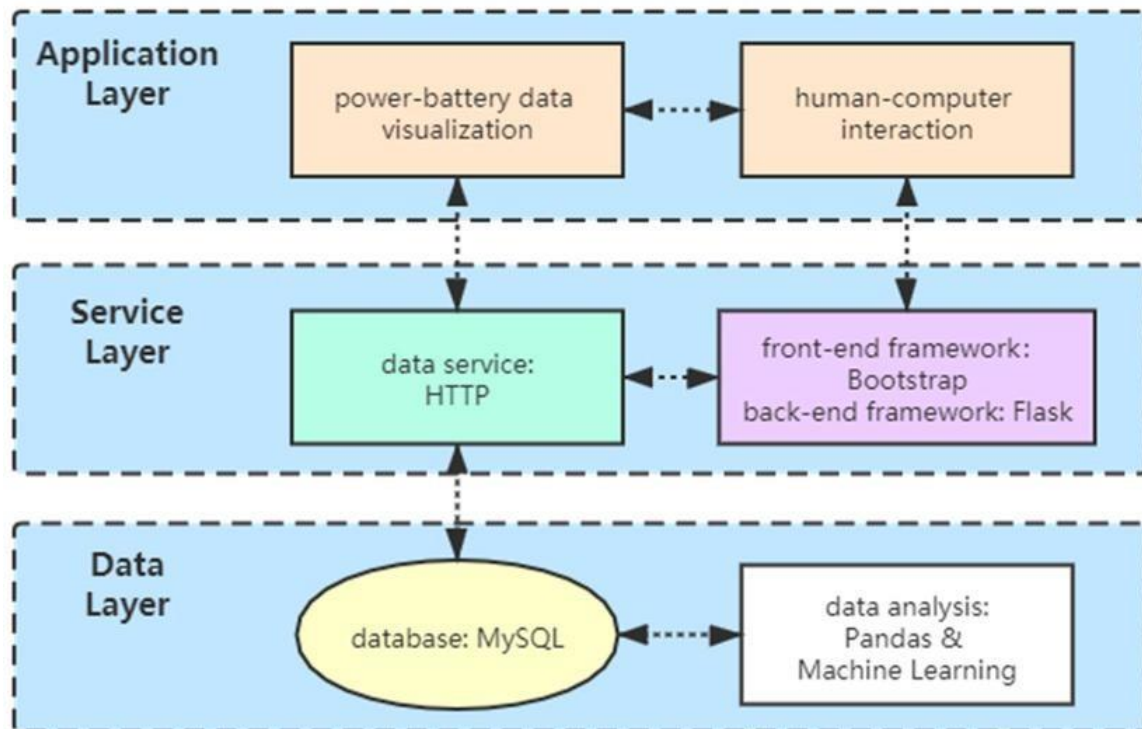 Application
Layer
power-battery data
visualization
human-computer
interaction
Service
Layer
data service:
HTTP
front-end framework:
Bootstrap
back-end framework: Flask
Data
Layer
database: MySQL
data analysis:
Pandas &
Machine Learning